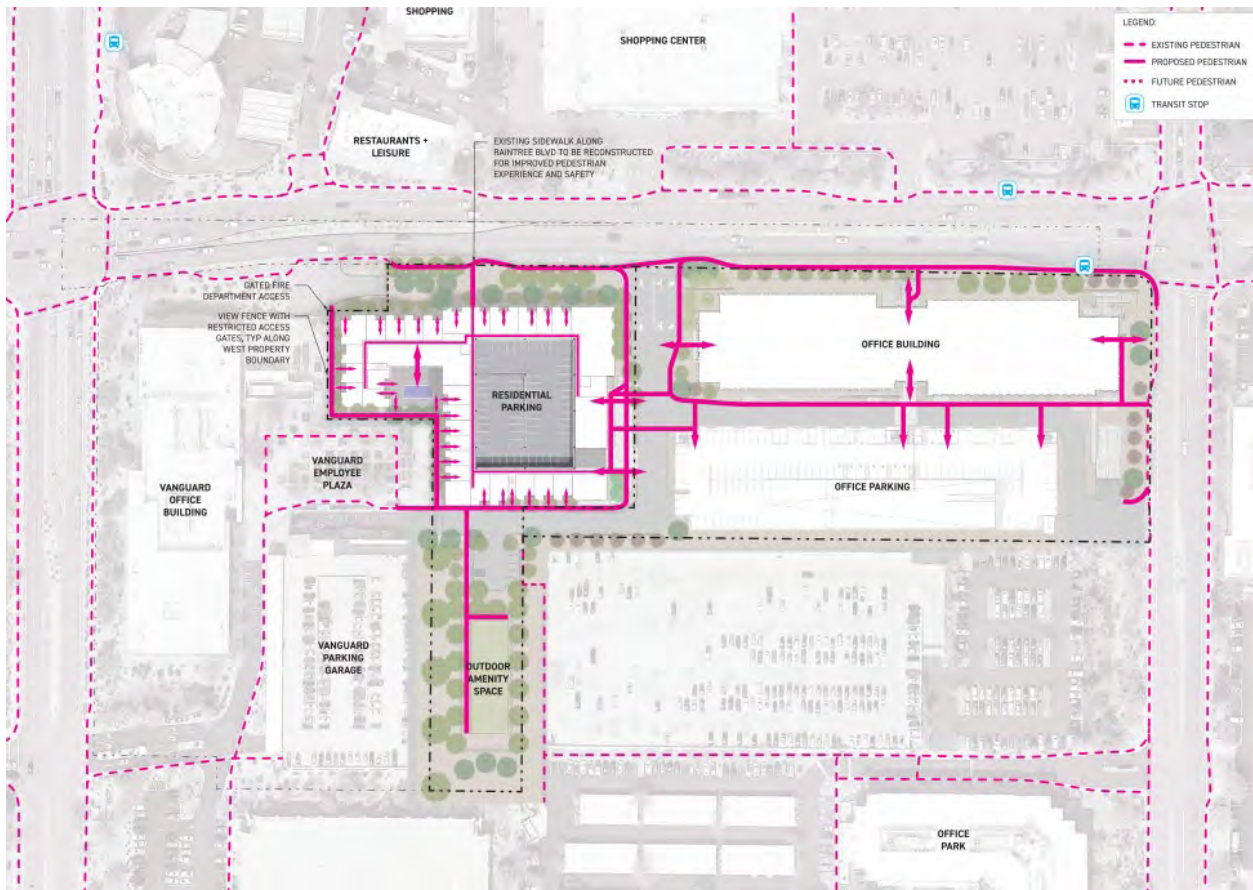 SHOPPING
SHOPPING CENTER
LEGEND:
EXISTING PEDESTRIAN
PROPOSED PEDESTRIAN
FUTURE PEDESTRIAN
TRANSIT STOP
RESTAURANTS +
LEISURE
EXISTING SIDEWALK ALONG
RAINTREE BLVD TO BE RECONSTRUCTED
FOR IMPROVED PEDESTRIAN
EXPERIENCE AND SAFETY
GATED FIRE
DEPARTMENT ACCESS
VIEW FENCE WITH
RESTRICTED ACCESS
GATES, TYP ALONG
WEST PROPERTY
BOUNDARY
OFFICE BUILDING
RESIDENTIAL
PARKING
VANGUARD
EMPLOYEE
PLAZA
VANGUARD
OFFICE
BUILDING
OFFICE PARKING
VANGUARD
PARKING
GARAGE
OUTDOOR
AMENITY
SPACE
OFFICE
PARK